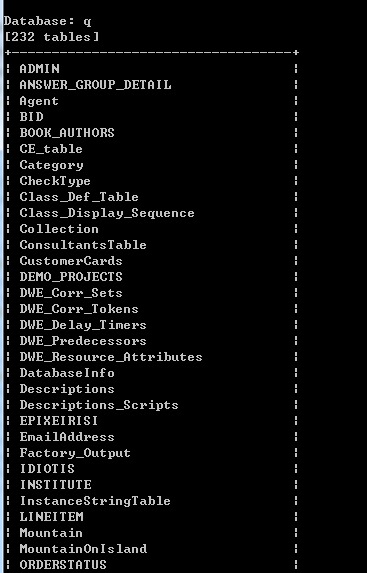 Database: q
[232 tables]
+-----------------------------------+
¦ ADMIN ¦
¦ ANSWER_GROUP_DETAIL ¦
¦ Agent ¦
¦ BID ¦
¦ BOOK_AUTHORS ¦
¦ CE_table ¦
¦ Category ¦
¦ CheckType ¦
¦ Class_Def_Table ¦
¦ Class_Display_Sequence ¦
¦ Collection ¦
¦ ConsultantsTable ¦
¦ CustomerCards ¦
¦ DEMO_PROJECTS ¦
¦ DWE_Corr_Sets ¦
¦ DWE_Corr_Tokens ¦
¦ DWE_Delay_Timers ¦
¦ DWE_Predecessors ¦
¦ DWE_Resource_Attributes ¦
¦ DatabaseInfo ¦
¦ Descriptions ¦
¦ Descriptions_Scripts ¦
¦ EPIXEIRISI ¦
¦ EmailAddress ¦
¦ Factory_Output ¦
¦ IDIOTIS ¦
¦ INSTITUTE ¦
¦ InstanceStringTable ¦
¦ LINEITEM ¦
¦ Mountain ¦
¦ MountainOnIsland ¦
¦ ORDERSTATUS ¦